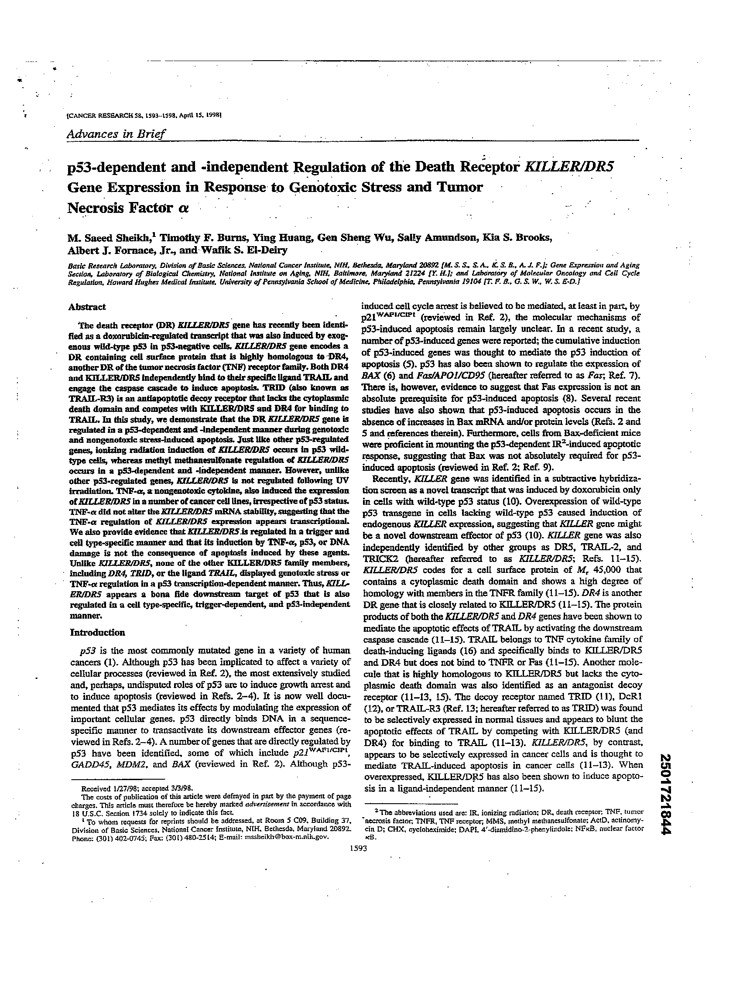 [CANCER RESEARCH 58, 1593–1598, April 15, 1998]
Advances in Brief
p53-dependent and -independent Regulation of the Death Receptor KILLER/DR5
Gene Expression in Response to Genotoxic Stress and Tumor
Necrosis Factor α
M. Saeed Sheikh,1 Timothy F. Burns, Ying Huang, Gen Sheng Wu, Sally Amundson, Kia S. Brooks,
Albert J. Fornace, Jr., and Wafik S. El-Deiry
Basic Research Laboratory, Division of Basic Sciences, National Cancer Institute, NIH, Bethesda, Maryland 20892 [M. S. S., S. A., K. S. B., A. J. F.]; Gene Expression and Aging
Section, Laboratory of Biological Chemistry, National Institute on Aging, NIH, Baltimore, Maryland 21224 [Y. H.]; and Laboratory of Molecular Oncology and Cell Cycle
Regulation, Howard Hughes Medical Institute, University of Pennsylvania School of Medicine, Philadelphia, Pennsylvania 19104 [T. F. B., G. S. W., W. S. E-D.]
Abstract
The death receptor (DR) KILLER/DR5 gene has recently been identi-
fied as a doxorubicin-regulated transcript that was also induced by exog-
enous wild-type p53 in p53-negative cells. KILLER/DR5 gene encodes a
DR containing cell surface protein that is highly homologous to DR4,
another DR of the tumor necrosis factor (TNF) receptor family. Both DR4
and KILLER/DR5 independently bind to their specific ligand TRAIL and
engage the caspase cascade to induce apoptosis. TRID (also known as
TRAIL-R3) is an antiapoptotic decoy receptor that lacks the cytoplasmic
death domain and competes with KILLER/DR5 and DR4 for binding to
TRAIL. In this study, we demonstrate that the DR KILLER/DR5 gene is
regulated in a p53-dependent and -independent manner during genotoxic
and nongenotoxic stress-induced apoptosis. Just like other p53-regulated
genes, ionizing radiation induction of KILLER/DR5 occurs in p53 wild-
type cells, whereas methyl methanesulfonate regulation of KILLER/DR5
occurs in a p53-dependent and -independent manner. However, unlike
other p53-regulated genes, KILLER/DR5 is not regulated following UV
irradiation. TNF-α, a nongenotoxic cytokine, also induced the expression
of KILLER/DR5 in a number of cancer cell lines, irrespective of p53 status.
TNF-α did not alter the KILLER/DR5 mRNA stability, suggesting that the
TNF-α regulation of KILLER/DR5 expression appears transcriptional.
We also provide evidence that KILLER/DR5 is regulated in a trigger and
cell type-specific manner and that its induction by TNF-α, p53, or DNA
damage is not the consequence of apoptosis induced by these agents.
Unlike KILLER/DR5, none of the other KILLER/DR5 family members,
including DR4, TRID, or the ligand TRAIL, displayed genotoxic stress or
TNF-α regulation in a p53 transcription-dependent manner. Thus, KILL-
ER/DR5 appears a bona fide downstream target of p53 that is also
regulated in a cell type-specific, trigger-dependent, and p53-independent
manner.
Introduction
p53 is the most commonly mutated gene in a variety of human
cancers (1). Although p53 has been implicated to affect a variety of
cellular processes (reviewed in Ref. 2), the most extensively studied
and, perhaps, undisputed roles of p53 are to induce growth arrest and
to induce apoptosis (reviewed in Refs. 2–4). It is now well docu-
mented that p53 mediates its effects by modulating the expression of
important cellular genes. p53 directly binds DNA in a sequence-
specific manner to transactivate its downstream effector genes (re-
viewed in Refs. 2–4). A number of genes that are directly regulated by
p53 have been identified, some of which include p21WAF1/CIP1,
GADD45, MDM2, and BAX (reviewed in Ref. 2). Although p53-
Received 1/27/98; accepted 3/3/98.
The costs of publication of this article were defrayed in part by the payment of page
charges. This article must therefore be hereby marked advertisement in accordance with
18 U.S.C. Section 1734 solely to indicate this fact.
1 To whom requests for reprints should be addressed, at Room 5 C09, Building 37,
Division of Basic Sciences, National Cancer Institute, NIH, Bethesda, Maryland 20892.
Phone: (301) 402-0745; Fax: (301) 480-2514; E-mail: mssheikh@box-m.nih.gov.
induced cell cycle arrest is believed to be mediated, at least in part, by
p21WAF1/CIP1 (reviewed in Ref. 2), the molecular mechanisms of
p53-induced apoptosis remain largely unclear. In a recent study, a
number of p53-induced genes were reported; the cumulative induction
of p53-induced genes was thought to mediate the p53 induction of
apoptosis (5). p53 has also been shown to regulate the expression of
BAX (6) and Fas/APO1/CD95 (hereafter referred to as Fas; Ref. 7).
There is, however, evidence to suggest that Fas expression is not an
absolute prerequisite for p53-induced apoptosis (8). Several recent
studies have also shown that p53-induced apoptosis occurs in the
absence of increases in Bax mRNA and/or protein levels (Refs. 2 and
5 and references therein). Furthermore, cells from Bax-deficient mice
were proficient in mounting the p53-dependent IR2-induced apoptotic
response, suggesting that Bax was not absolutely required for p53-
induced apoptosis (reviewed in Ref. 2; Ref. 9).
Recently, KILLER gene was identified in a subtractive hybridiza-
tion screen as a novel transcript that was induced by doxorubicin only
in cells with wild-type p53 status (10). Overexpression of wild-type
p53 transgene in cells lacking wild-type p53 caused induction of
endogenous KILLER expression, suggesting that KILLER gene might
be a novel downstream effector of p53 (10). KILLER gene was also
independently identified by other groups as DR5, TRAIL-2, and
TRICK2 (hereafter referred to as KILLER/DR5; Refs. 11–15).
KILLER/DR5 codes for a cell surface protein of Mr 45,000 that
contains a cytoplasmic death domain and shows a high degree of
homology with members in the TNFR family (11–15). DR4 is another
DR gene that is closely related to KILLER/DR5 (11–15). The protein
products of both the KILLER/DR5 and DR4 genes have been shown to
mediate the apoptotic effects of TRAIL by activating the downstream
caspase cascade (11–15). TRAIL belongs to TNF cytokine family of
death-inducing ligands (16) and specifically binds to KILLER/DR5
and DR4 but does not bind to TNFR or Fas (11–15). Another mole-
cule that is highly homologous to KILLER/DR5 but lacks the cyto-
plasmic death domain was also identified as an antagonist decoy
receptor (11–13, 15). The decoy receptor named TRID (11), DcR1
(12), or TRAIL-R3 (Ref. 13; hereafter referred to as TRID) was found
to be selectively expressed in normal tissues and appears to blunt the
apoptotic effects of TRAIL by competing with KILLER/DR5 (and
DR4) for binding to TRAIL (11–13). KILLER/DR5, by contrast,
appears to be selectively expressed in cancer cells and is thought to
mediate TRAIL-induced apoptosis in cancer cells (11–13). When
overexpressed, KILLER/DR5 has also been shown to induce apopto-
sis in a ligand-independent manner (11–15).
2 The abbreviations used are: IR, ionizing radiation; DR, death receptor; TNF, tumor
necrosis factor; TNFR, TNF receptor; MMS, methyl methanesulfonate; ActD, actinomy-
cin D; CHX, cycloheximide; DAPI, 4′-diamidino-2-phenylindole; NFκB, nuclear factor
κB.
1593
2501721844